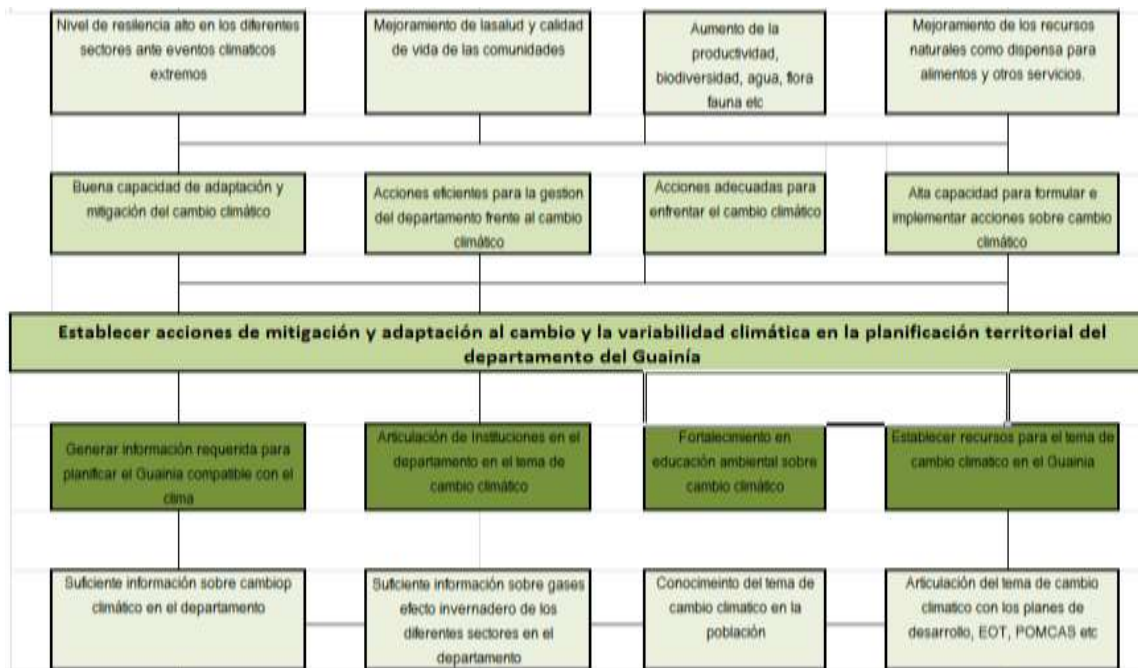 Nivel de resilencia alto en los diferentes
sectores ante eventos climaticos
extremos
Mejoramiento de lasalud y calidad
de vida de las comunidades
Aumento de la
productividad,
biodiversidad, agua, flora
fauna etc
Mejoramiento de los recursos
naturales como dispensa para
alimentos y otros servicios.
Buena capacidad de adaptación y
mitigación del cambio climático
Acciones eficientes para la gestion
del departamento frente al cambio
climático
Acciones adecuadas para
enfrentar el cambio climático
Alta capacidad para formular e
implementar acciones sobre cambio
climático
Establecer acciones de mitigación y adaptación al cambio y la variabilidad climática en la planificación territorial del
departamento del Guainía
Generar información requerida para
planificar el Guainia compatible con el
clima
Articulación de Instituciones en el
departamento en el tema de
cambio climático
Fortalecimiento en
educación ambiental sobre
cambio climático
Establecer recursos para el tema de
cambio climatico en el Guainia
Suficiente información sobre cambiop
climático en el departamento
Suficiente información sobre gases
efecto invernadero de los
diferentes sectores en el
departamento
Conocimeinto del tema de
cambio climatico en la
población
Articulación del tema de cambio
climatico con los planes de
desarrollo, EOT, POMCAS etc